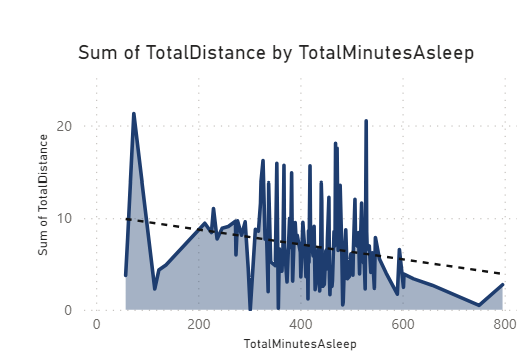 Sum of TotalDistance by TotalMinutesAsleep
Sum of TotalDistance
20
10
0
0 200 400 600 800
TotalMinutesAsleep